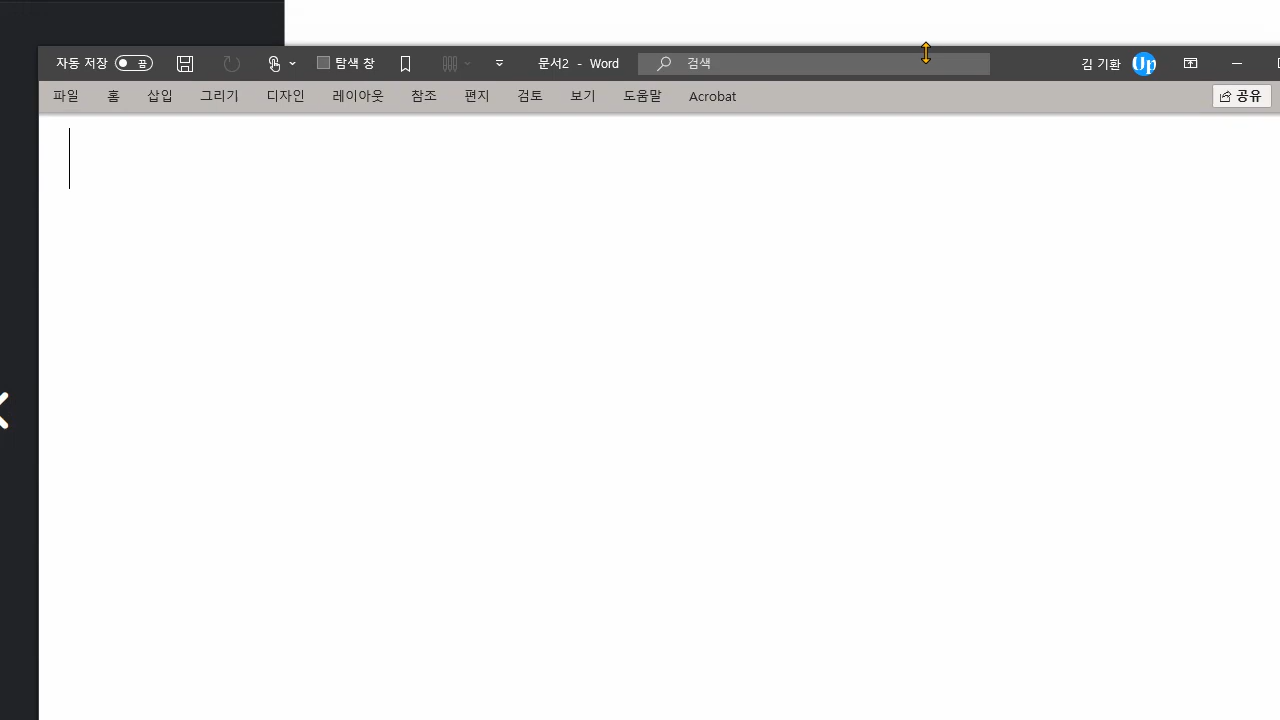 자동 저장 끔 탐색 창 문서2 - Word 검색 김 기환 Up
파일 홈 삽입 그리기 디자인 레이아웃 참조 편지 검토 보기 도움말 Acrobat 공유